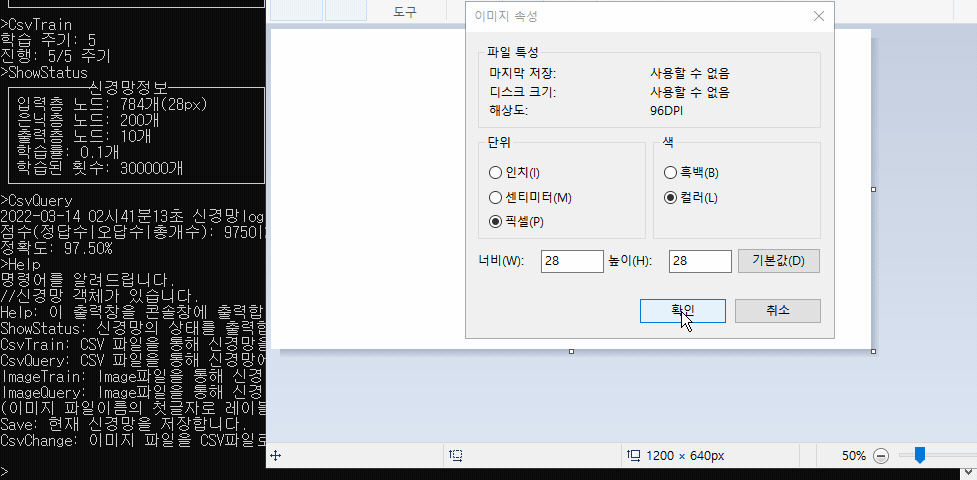 >CsvTrain
학습 주기: 5
진행: 5/5 주기
>ShowStatus
신경망정보
입력층 노드: 784개(28px)
은닉층 노드: 200개
출력층 노드: 10개
학습률: 0.1개
학습된 횟수: 300000개
>CsvQuery
2022-03-14 02시41분13초 신경망log
점수(정답수|오답수|총개수): 9750|
정확도: 97.50%
>Help
명령어를 알려드립니다.
//신경망 객체가 있습니다.
Help: 이 출력창을 콘솔창에 출력합
ShowStatus: 신경망의 상태를 출력합
CsvTrain: CSV 파일을 통해 신경망을
CsvQuery: CSV 파일을 통해 신경망에
ImageTrain: Image파일을 통해 신경
ImageQuery: Image파일을 통해 신경
(이미지 파일이름의 첫글자로 레이블
Save: 현재 신경망을 저장합니다.
CsvChange: 이미지 파일을 CSV파일로
>
도구
이미지 속성
파일 특성
마지막 저장: 사용할 수 없음
디스크 크기: 사용할 수 없음
해상도: 96DPI
단위
인치(I)
센티미터(M)
픽셀(P)
색
흑백(B)
컬러(L)
너비(W): 28 높이(H): 28 기본값(D)
확인 취소
1200 × 640px 50%